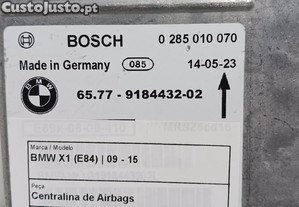 CustoJusto.pt
BOSCH 0 285 010 070
Made in Germany 085 14-05-23
BMW
65.77 - 9184432-02
Marca / Modelo
BMW X1 (E84) | 09 - 15
Peça
Centralina de Airbags